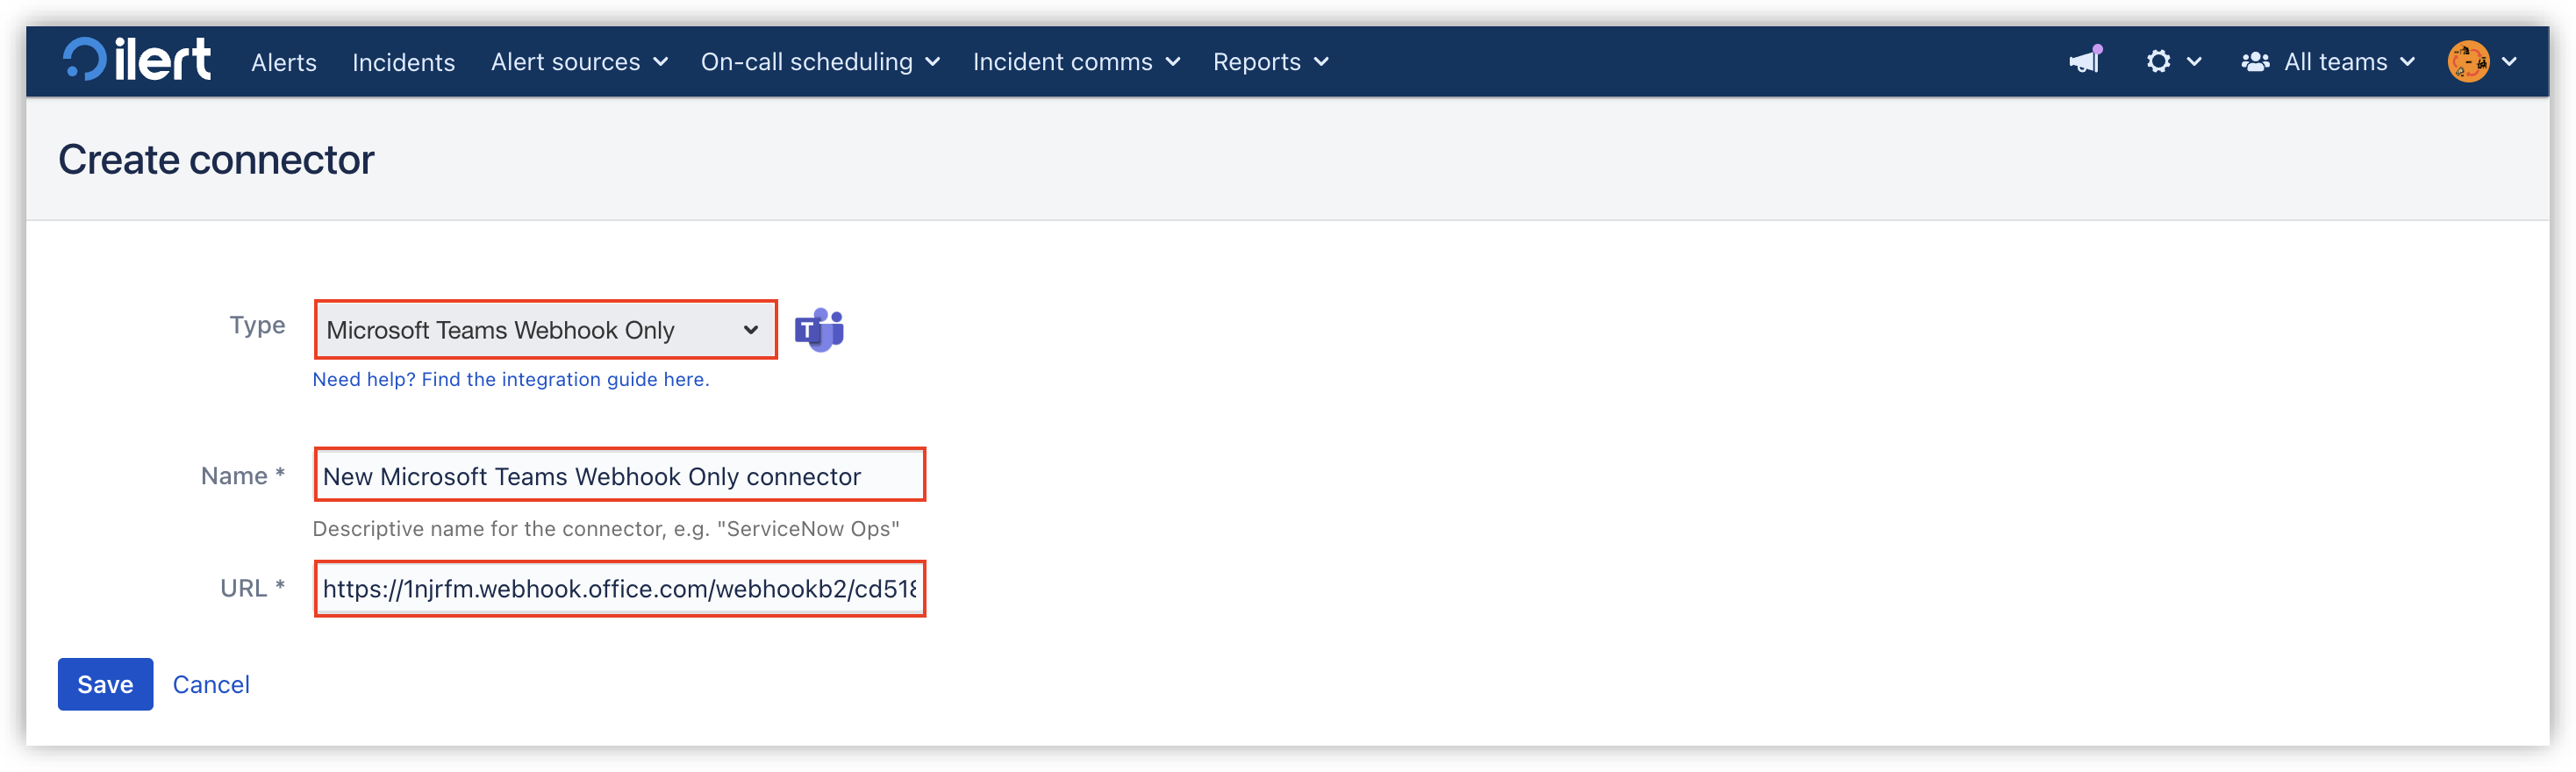 ilert Alerts Incidents Alert sources On-call scheduling Incident comms Reports All teams
Create connector
Type Microsoft Teams Webhook Only
Need help? Find the integration guide here.
Name * New Microsoft Teams Webhook Only connector
Descriptive name for the connector, e.g. "ServiceNow Ops"
URL * https://1njrfm.webhook.office.com/webhookb2/cd518
Save Cancel